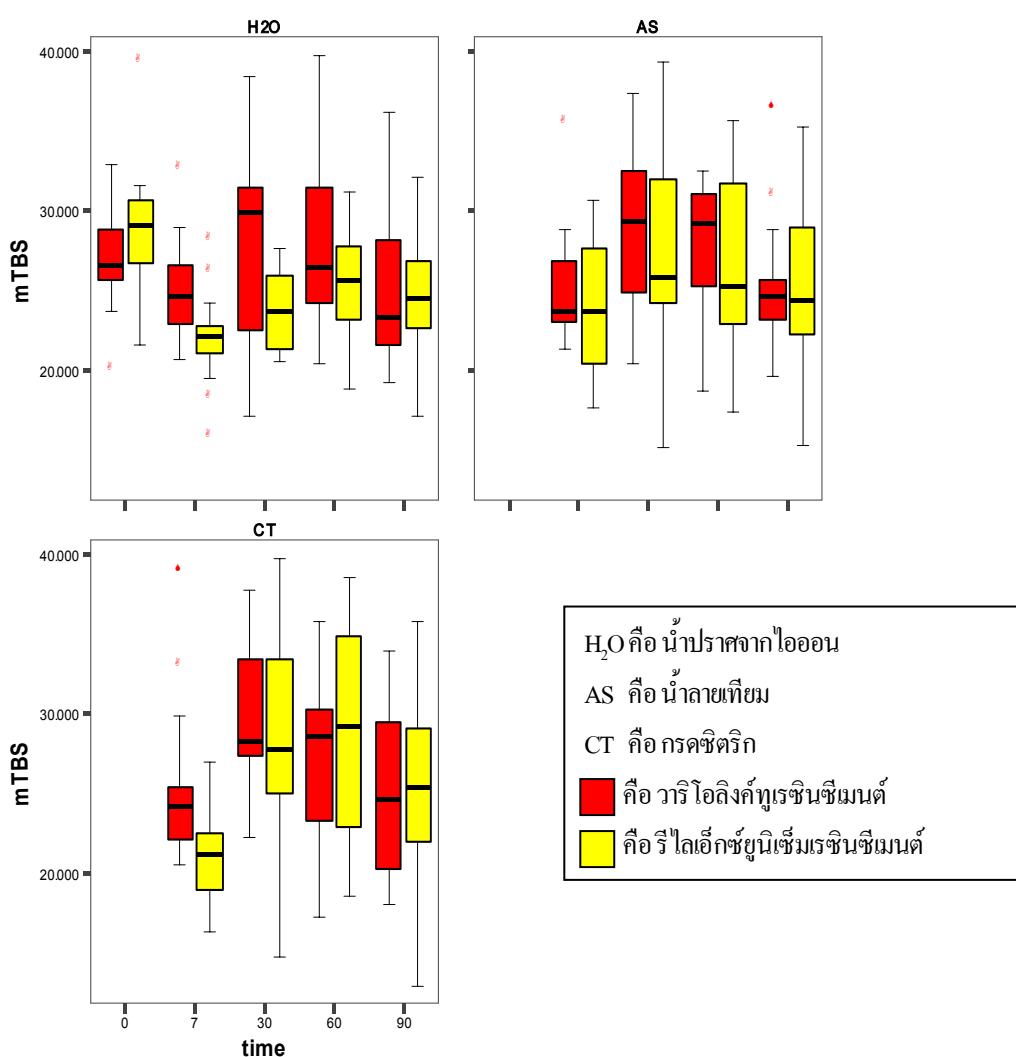 H2O
AS
40.000
30.000
20.000
mTBS
CT
40.000
30.000
20.000
mTBS
0 7 30 60 90
time
H₂O คือ น้ำปราศจากไอออน
AS คือ น้ำลายเทียม
CT คือ กรดซิตริก
คือ วาริโอลิงค์ทูเรซินซีเมนต์
คือ รีไลเอ็กซ์ยูนิเซ็มเรซินซีเมนต์